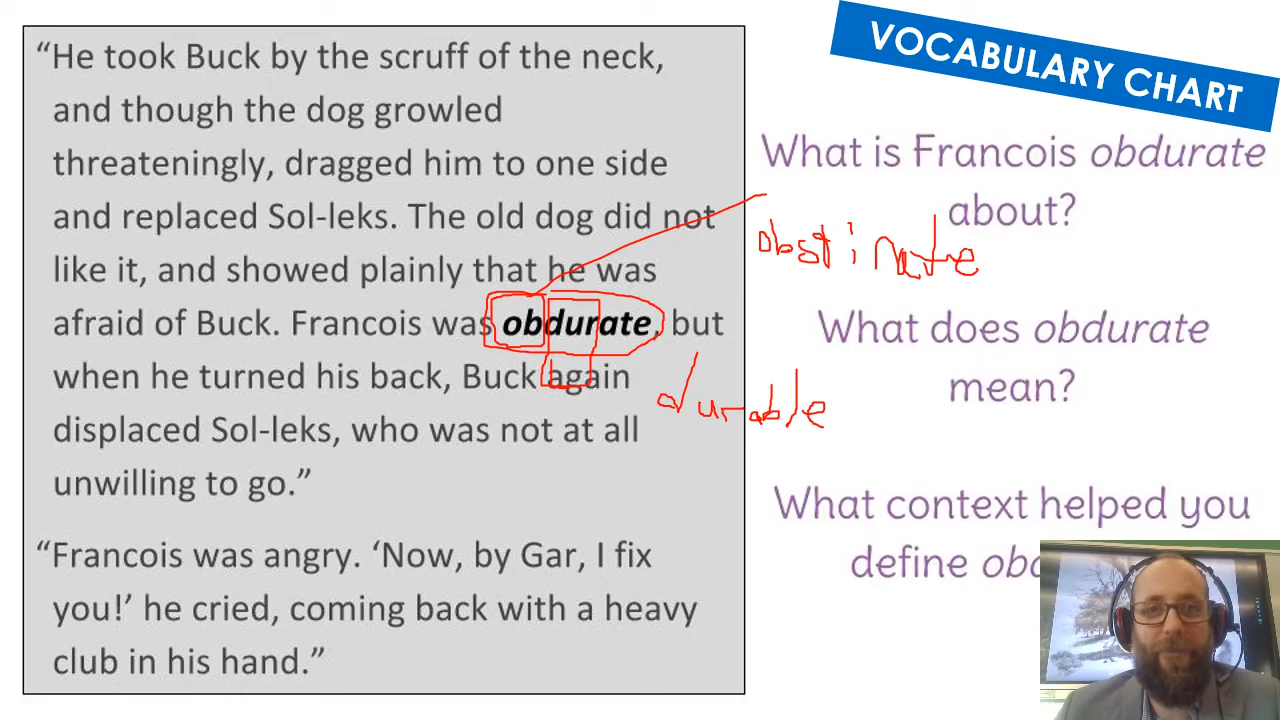 “He took Buck by the scruff of the neck,
and though the dog growled
threateningly, dragged him to one side
and replaced Sol-leks. The old dog did not
like it, and showed plainly that he was
afraid of Buck. Francois was obdurate, but
when he turned his back, Buck again
displaced Sol-leks, who was not at all
unwilling to go.”
“Francois was angry. ‘Now, by Gar, I fix
you!’ he cried, coming back with a heavy
club in his hand.”
VOCABULARY CHART
What is Francois obdurate
about?
obstinate
What does obdurate
mean?
durable
What context helped you
define